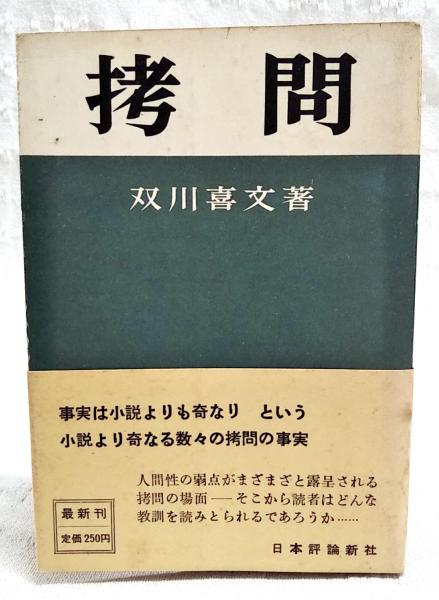 拷問
双川喜文著
事実は小説よりも奇なり という
小説より奇なる数々の拷問の事実
人間性の弱点がまざまざと露呈される
拷問の場面――そこから読者はどんな
教訓を読みとられるであろうか……
最新刊
定価250円
日本評論新社